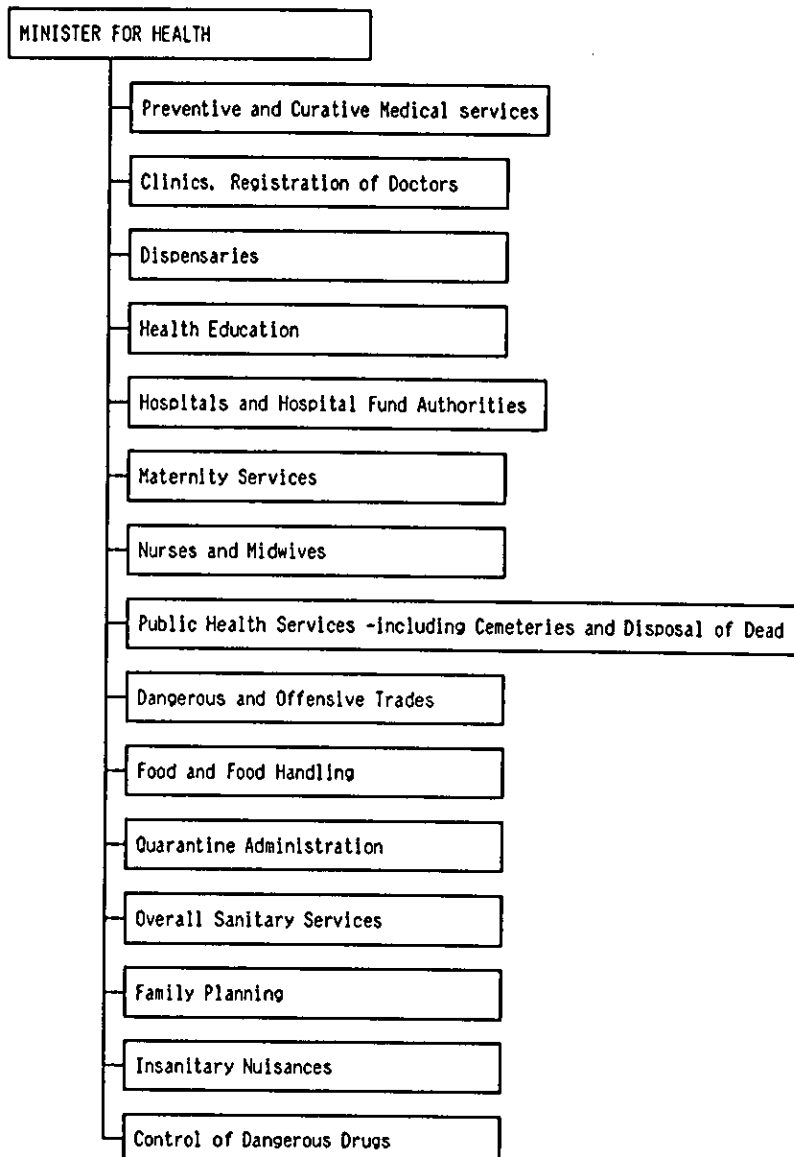 MINISTER FOR HEALTH
Preventive and Curative Medical services
Clinics. Registration of Doctors
Dispensaries
Health Education
Hospitals and Hospital Fund Authorities
Maternity Services
Nurses and Midwives
Public Health Services -including Cemeteries and Disposal of Dead
Dangerous and Offensive Trades
Food and Food Handling
Quarantine Administration
Overall Sanitary Services
Family Planning
Insanitary Nuisances
Control of Dangerous Drugs